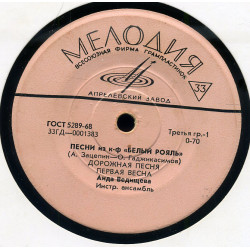 МЕЛОДИЯ
ВСЕСОЮЗНАЯ ФИРМА ГРАМПЛАСТИНОК
33
АПРЕЛЕВСКИЙ ЗАВОД
ГОСТ 5289-68
33ГД—0001383
Третья гр.-1
0-70
ПЕСНИ из к-ф «БЕЛЫЙ РОЯЛЬ»
(А. Зацепин—О. Гаджикасимов)
ДОРОЖНАЯ ПЕСНЯ
ПЕРВАЯ ВЕСНА
Аида Ведищева
Инстр. ансамбль